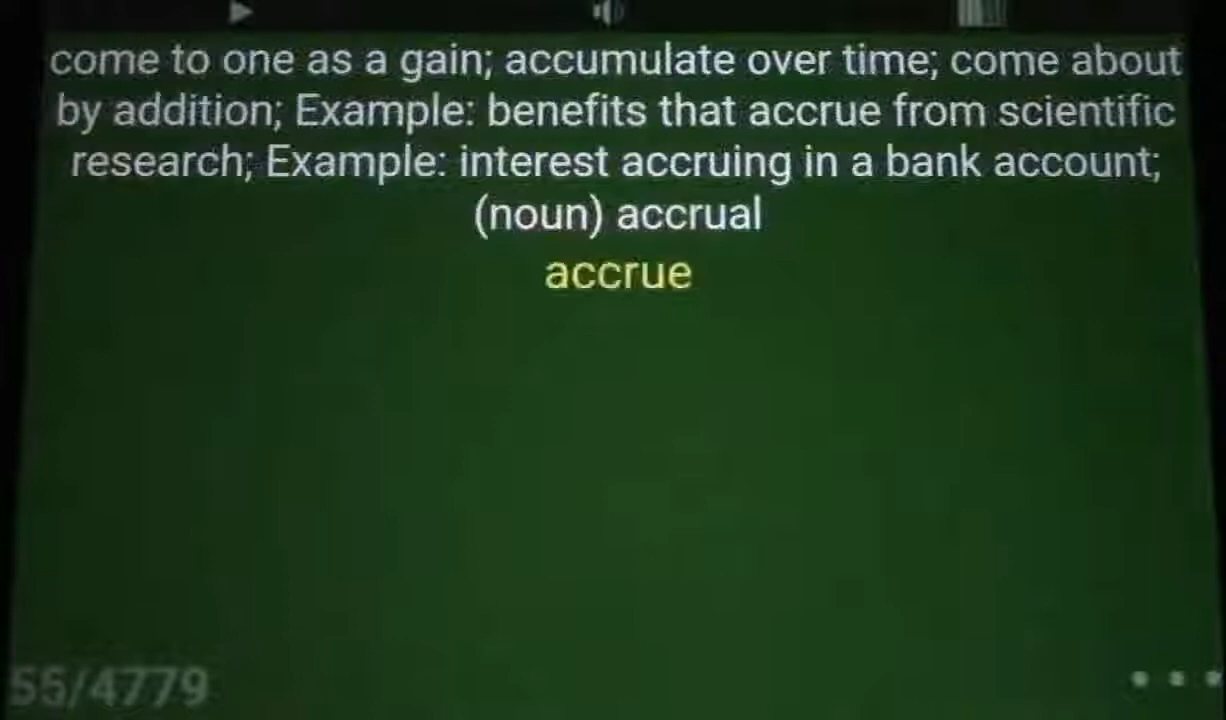 come to one as a gain; accumulate over time; come about
by addition; Example: benefits that accrue from scientific
research; Example: interest accruing in a bank account;
(noun) accrual
accrue
55/4779